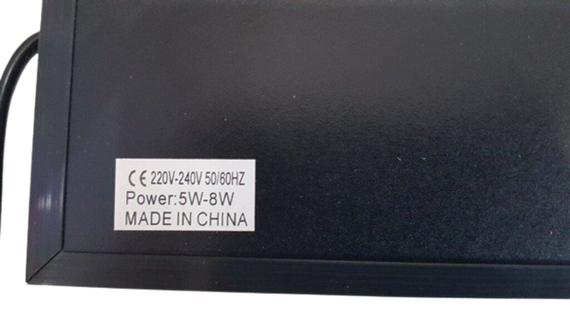 CE 220V-240V 50/60HZ
Power:5W-8W
MADE IN CHINA